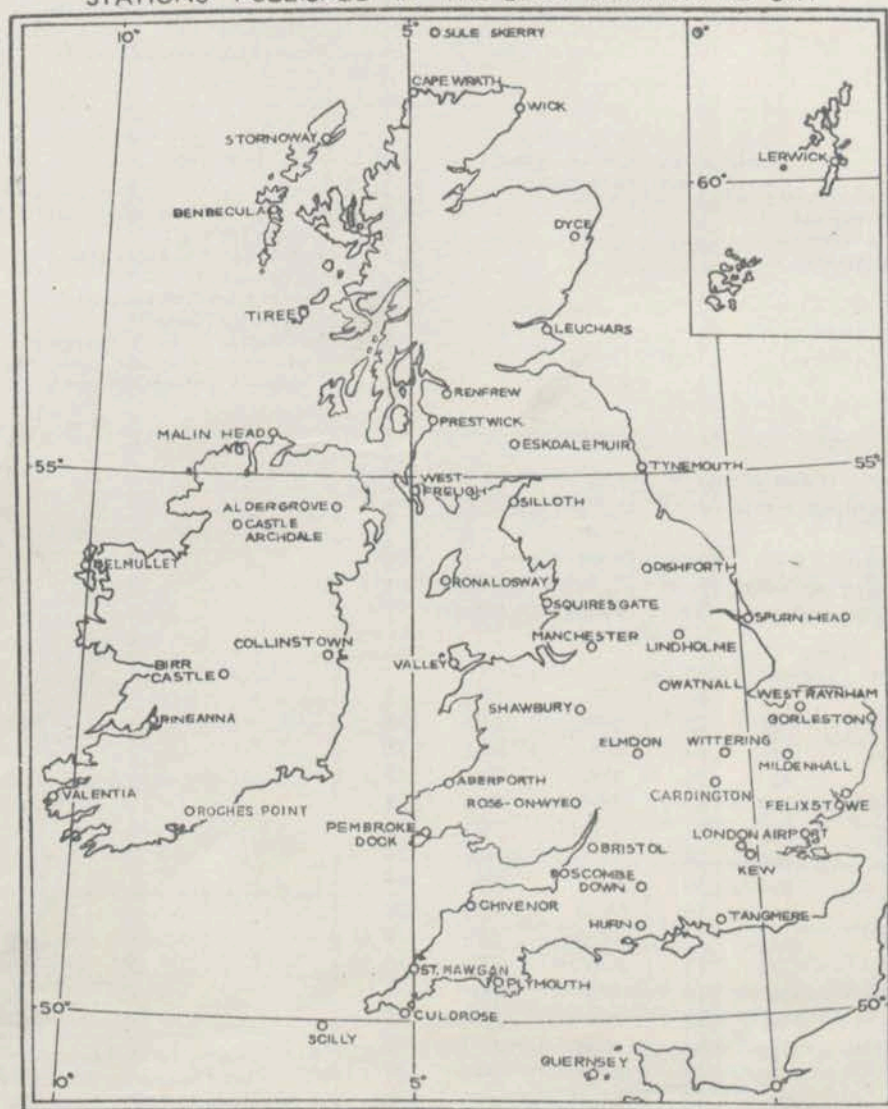 10°
5°
SULE SKERRY
0°
CAPE WRATH
WICK
STORNOWAY
LERWICK
60°
BENBECULA
DYCE
TIREE
LEUCHARS
RENFREW
PRESTWICK
MALIN HEAD
ESKDALEMUIR
55°
TYNEMOUTH
55°
WEST
FREUGH
ALDERGROVE
SILLOTH
CASTLE
ARCHDALE
BELMULLET
DISHFORTH
RONALDSWAY
SQUIRES GATE
SPURN HEAD
MANCHESTER
LINDHOLME
COLLINSTOWN
BIRR
CASTLE
VALLEY
WATNALL
WEST RAYNHAM
SHAWBURY
GORLESTON
RINEANNA
ELMDON
WITTERING
MILDENHALL
ABERPORTH
CARDINGTON
VALENTIA
ROSS-ON-WYE
FELIXSTOWE
ROCHES POINT
PEMBROKE
DOCK
LONDON AIRPORT
BRISTOL
KEW
BOSCOMBE
DOWN
CHIVENOR
HURN
TANGMERE
ST. MAWGAN
PLYMOUTH
50°
CULDROSE
50°
SCILLY
GUERNSEY
10°
5°